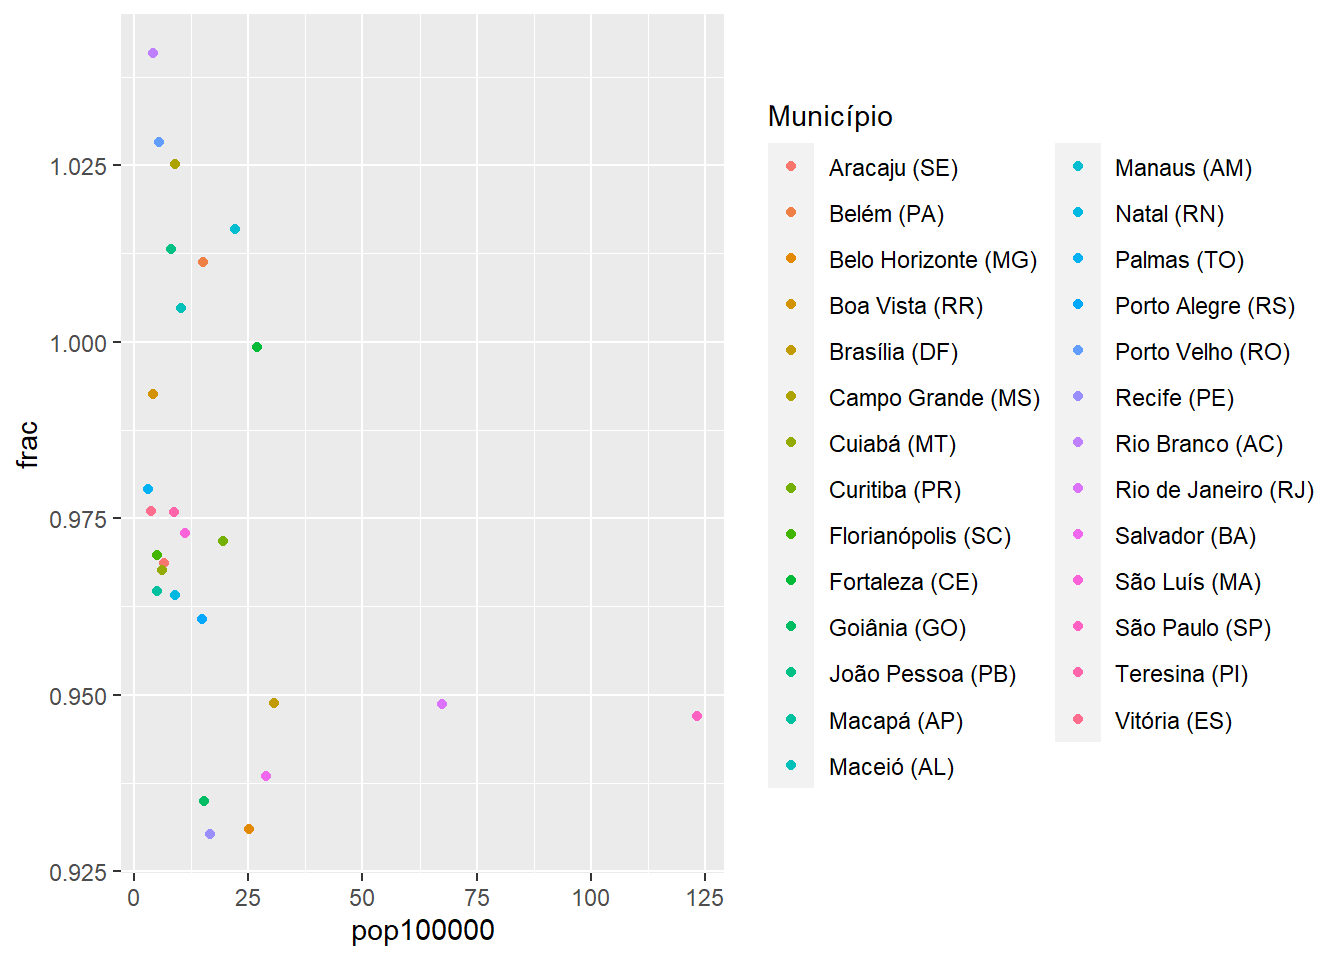 1.025
1.000
0.975
0.950
0.925
frac
0
25
50
75
100
125
pop100000
Município
Aracaju (SE)
Belém (PA)
Belo Horizonte (MG)
Boa Vista (RR)
Brasília (DF)
Campo Grande (MS)
Cuiabá (MT)
Curitiba (PR)
Florianópolis (SC)
Fortaleza (CE)
Goiânia (GO)
João Pessoa (PB)
Macapá (AP)
Maceió (AL)
Manaus (AM)
Natal (RN)
Palmas (TO)
Porto Alegre (RS)
Porto Velho (RO)
Recife (PE)
Rio Branco (AC)
Rio de Janeiro (RJ)
Salvador (BA)
São Luís (MA)
São Paulo (SP)
Teresina (PI)
Vitória (ES)